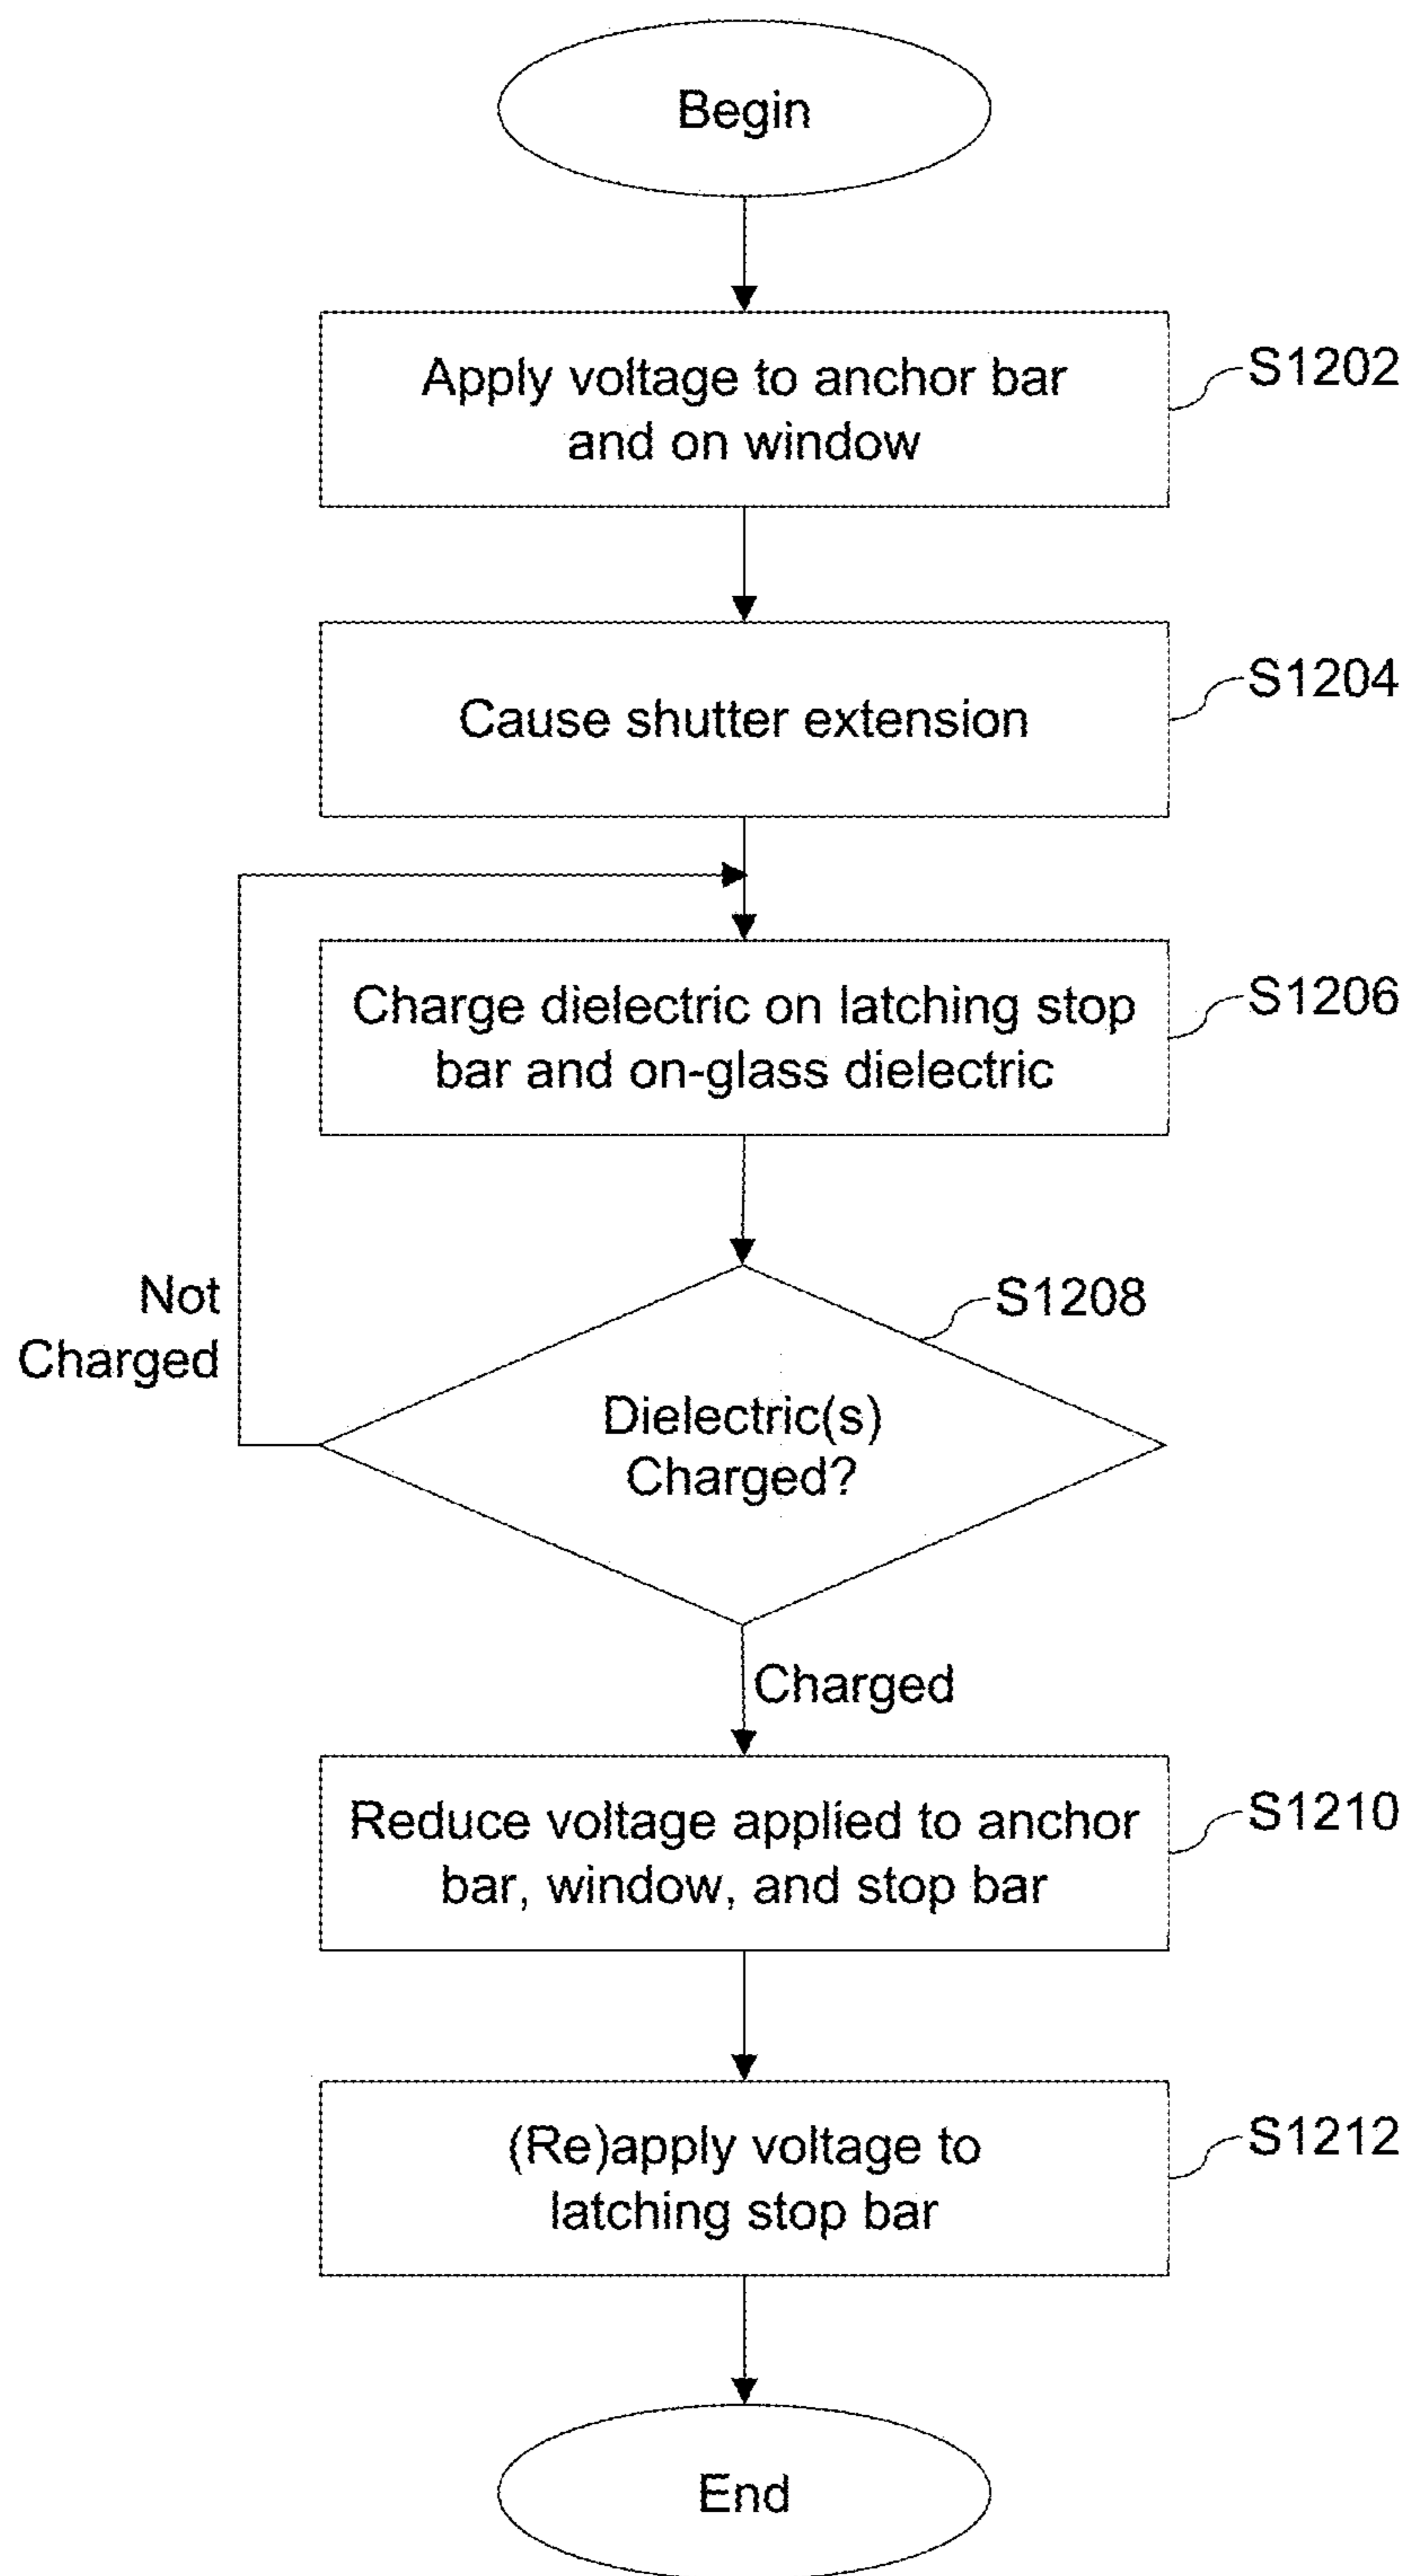 Begin
Apply voltage to anchor bar
and on window
S1202
Cause shutter extension
S1204
Charge dielectric on latching stop
bar and on-glass dielectric
S1206
Not
Charged
S1208
Dielectric(s)
Charged?
Charged
Reduce voltage applied to anchor
bar, window, and stop bar
S1210
(Re)apply voltage to
latching stop bar
S1212
End